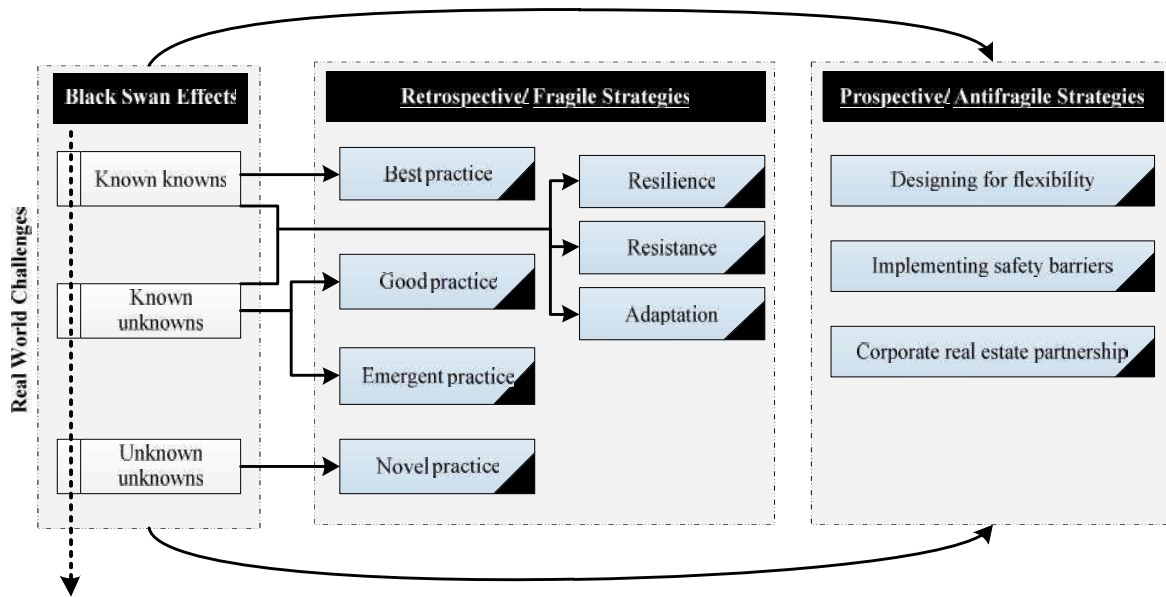 Black Swan Effects
Retrospective/ Fragile Strategies
Prospective/ Antifragile Strategies
Real World Challenges
Known knowns
Known
unknowns
Unknown
unknowns
Best practice
Good practice
Emergent practice
Novel practice
Resilience
Resistance
Adaptation
Designing for flexibility
Implementing safety barriers
Corporate real estate partnership